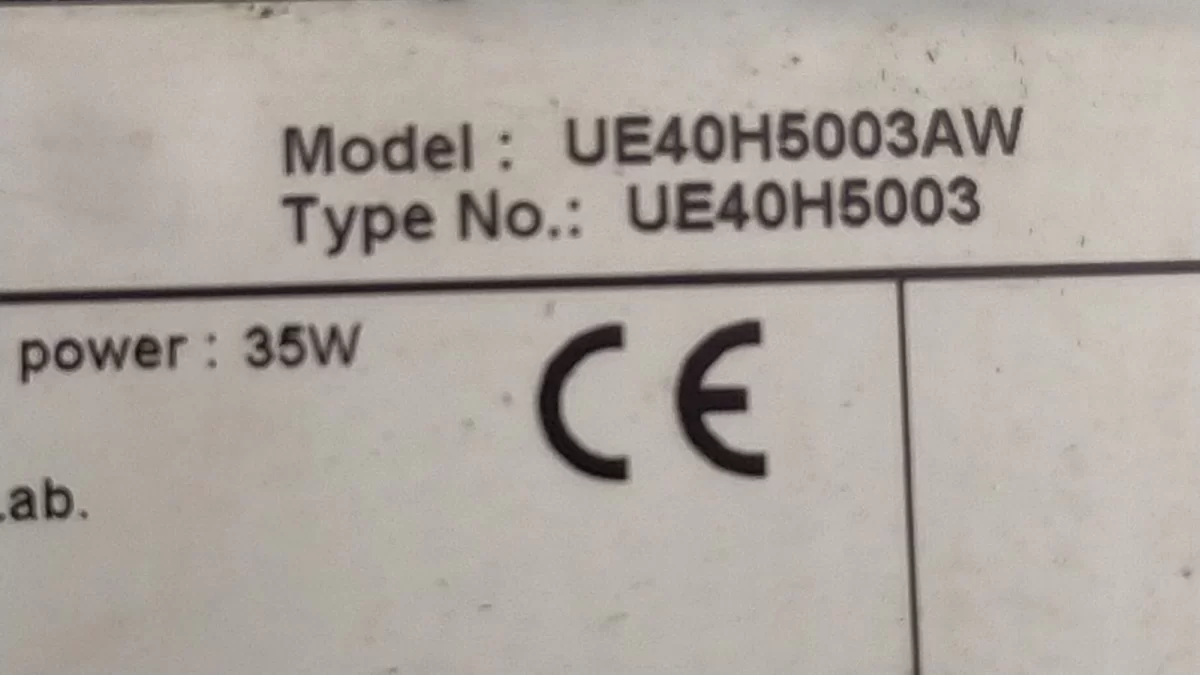 Model : UE40H5003AW
Type No.: UE40H5003
power : 35W
CE
ab.